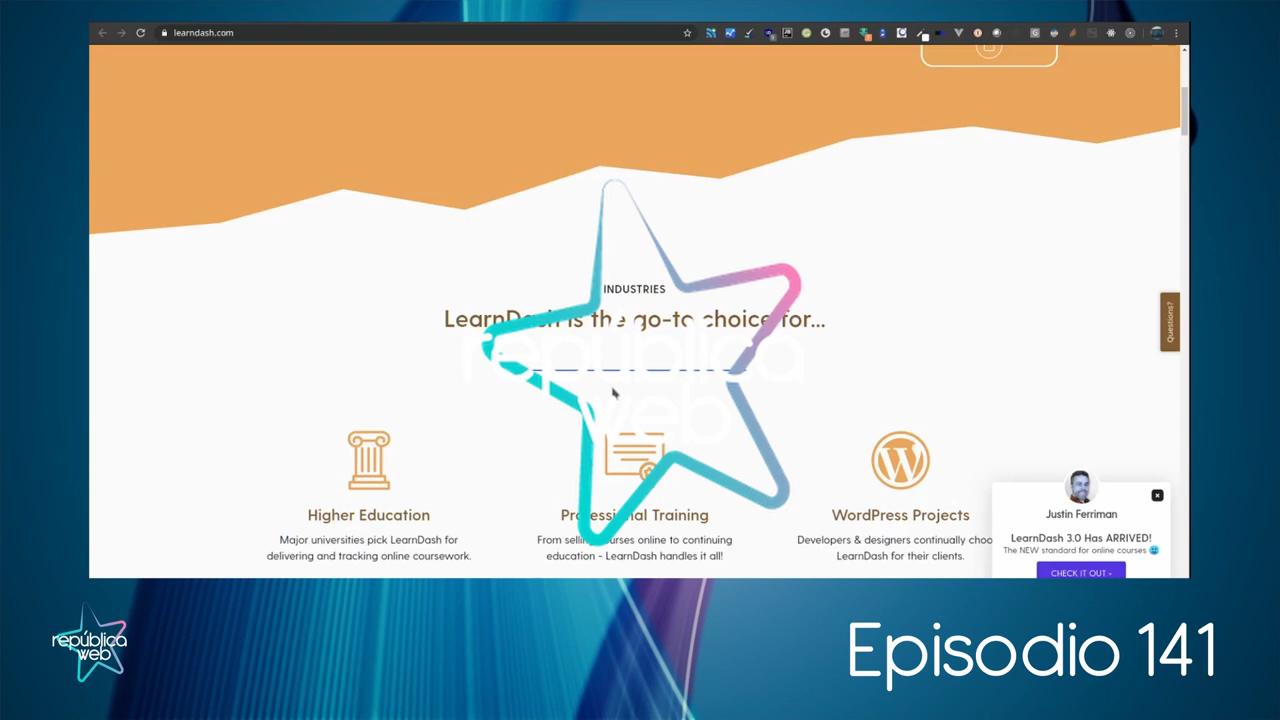 learndash.com
INDUSTRIES
LearnDash is the go-to choice for...
república
web
Questions?
Higher Education
Major universities pick LearnDash for
delivering and tracking online coursework.
Professional Training
From selling courses online to continuing
education - LearnDash handles it all!
WordPress Projects
Developers & designers continually choo
LearnDash for their clients.
Justin Ferriman
LearnDash 3.0 Has ARRIVED!
The NEW standard for online courses
CHECK IT OUT
república
web
Episodio 141